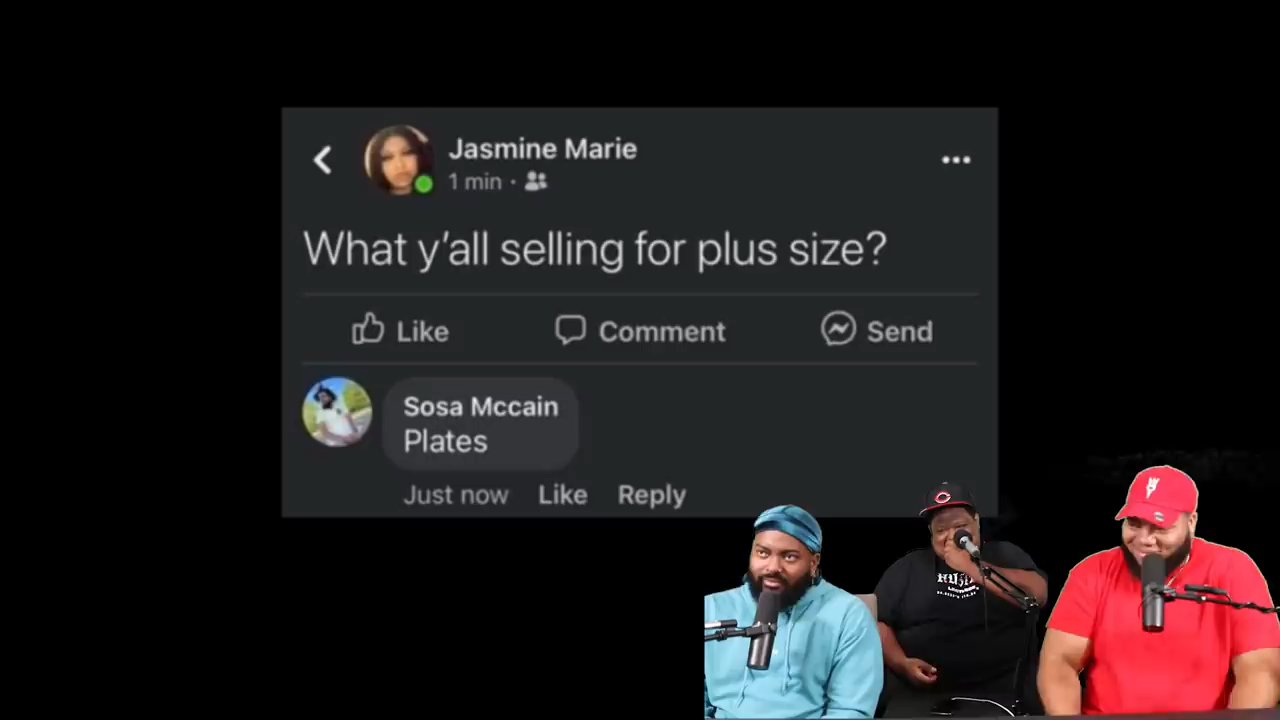 Jasmine Marie
1 min ·
What y'all selling for plus size?
Like Comment Send
Sosa Mccain
Plates
Just now Like Reply